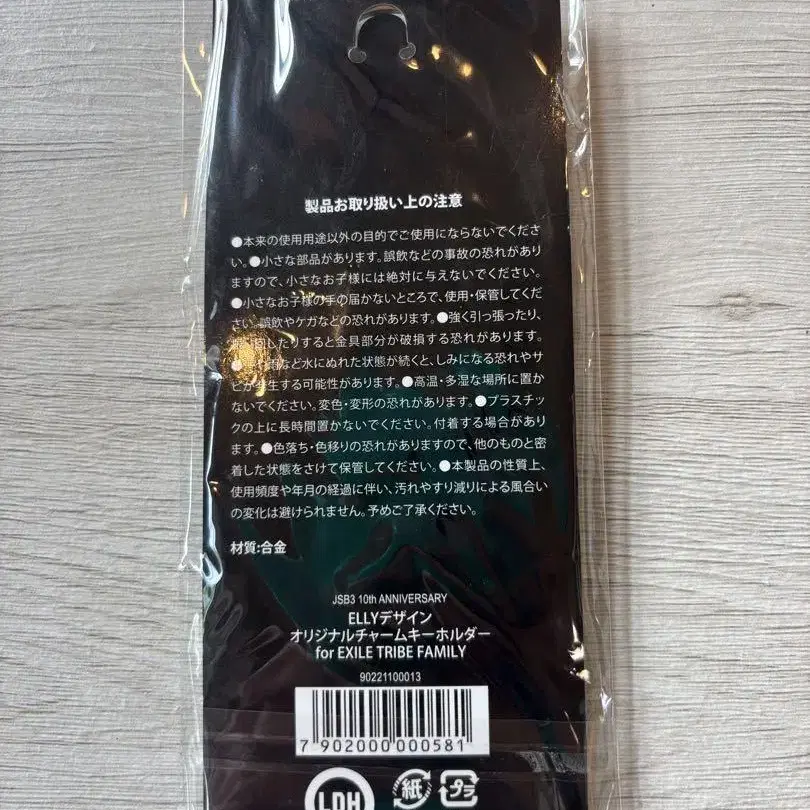 製品お取り扱い上の注意
●本来の使用用途以外の目的でご使用にならないでくださ
い。●小さな部品があります。誤飲などの事故の恐れがあり
ますので、小さなお子様には絶対に与えないでください。
●小さなお子様の手の届かないところで、使用・保管してくだ
さい。誤飲やケガなどの恐れがあります。●強く引っ張ったり、
したりすると金具部分が破損する恐れがあります。
など水にぬれた状態が続くと、しみになる恐れやサ
ビが発生する可能性があります。●高温・多湿な場所に置か
ないでください。変色・変形の恐れがあります。●プラスチッ
クの上に長時間置かないでください。付着する場合がありま
す。●色落ち・色移りの恐れがありますので、他のものと密
着した状態をさけて保管してください。●本製品の性質上、
使用頻度や年月の経過に伴い、汚れやすり減りによる風合い
の変化は避けられません。予めご了承ください。
材質:合金
JSB3 10th ANNIVERSARY
ELLYデザイン
オリジナルチャームキーホルダー
for EXILE TRIBE FAMILY
90221100013
7902000000581
LDH 紙 プラ